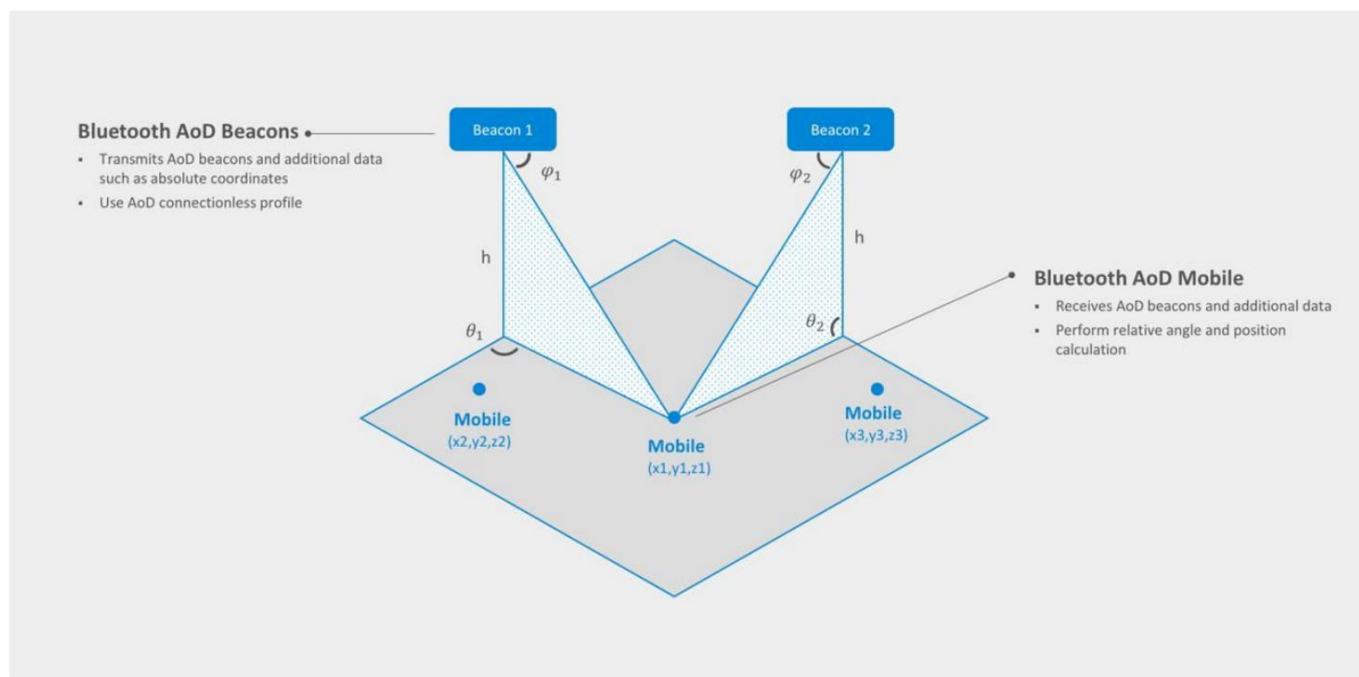 Bluetooth AoD Beacons
▪ Transmits AoD beacons and additional data
such as absolute coordinates
▪ Use AoD connectionless profile
Beacon 1
Beacon 2
φ₁
φ₂
h
h
θ₁
θ₂
Bluetooth AoD Mobile
▪ Receives AoD beacons and additional data
▪ Perform relative angle and position
calculation
Mobile
(x2,y2,z2)
Mobile
(x1,y1,z1)
Mobile
(x3,y3,z3)